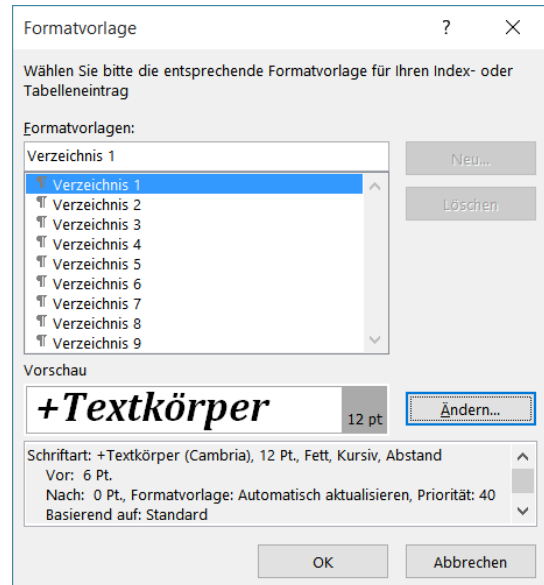 Formatvorlage
Wählen Sie bitte die entsprechende Formatvorlage für Ihren Index- oder
Tabelleneintrag
Formatvorlagen:
Verzeichnis 1
Neu...
¶ Verzeichnis 1
Löschen
¶ Verzeichnis 2
¶ Verzeichnis 3
¶ Verzeichnis 4
¶ Verzeichnis 5
¶ Verzeichnis 6
¶ Verzeichnis 7
¶ Verzeichnis 8
¶ Verzeichnis 9
Vorschau
+Textkörper 12 pt
Ändern...
Schriftart: +Textkörper (Cambria), 12 Pt., Fett, Kursiv, Abstand
Vor: 6 Pt.
Nach: 0 Pt., Formatvorlage: Automatisch aktualisieren, Priorität: 40
Basierend auf: Standard
OK
Abbrechen